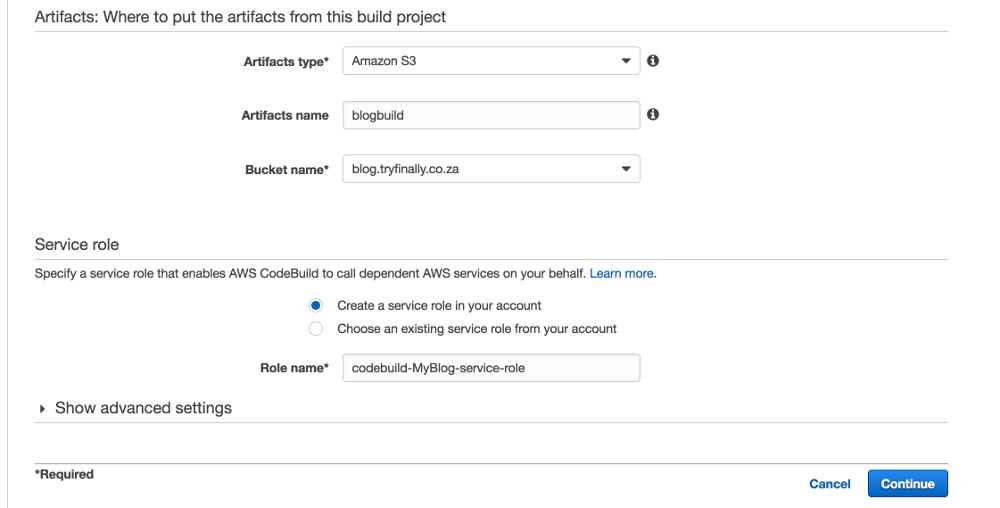 Artifacts: Where to put the artifacts from this build project
Artifacts type* Amazon S3
Artifacts name blogbuild
Bucket name* blog.tryfinally.co.za
Service role
Specify a service role that enables AWS CodeBuild to call dependent AWS services on your behalf. Learn more.
Create a service role in your account
Choose an existing service role from your account
Role name* codebuild-MyBlog-service-role
Show advanced settings
*Required
Cancel Continue